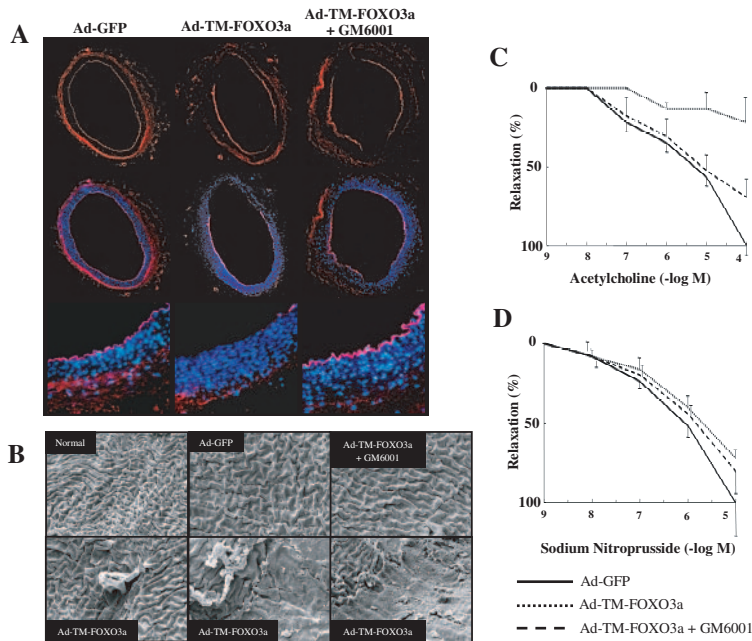 A
Ad-GFP
Ad-TM-FOXO3a
Ad-TM-FOXO3a
+ GM6001
B
Normal
Ad-GFP
Ad-TM-FOXO3a
+ GM6001
Ad-TM-FOXO3a
Ad-TM-FOXO3a
Ad-TM-FOXO3a
C
Relaxation (%)
0
50
100
9 8 7 6 5 4
Acetylcholine (-log M)
D
Relaxation (%)
0
50
100
9 8 7 6 5
Sodium Nitroprusside (-log M)
Ad-GFP
Ad-TM-FOXO3a
Ad-TM-FOXO3a + GM6001